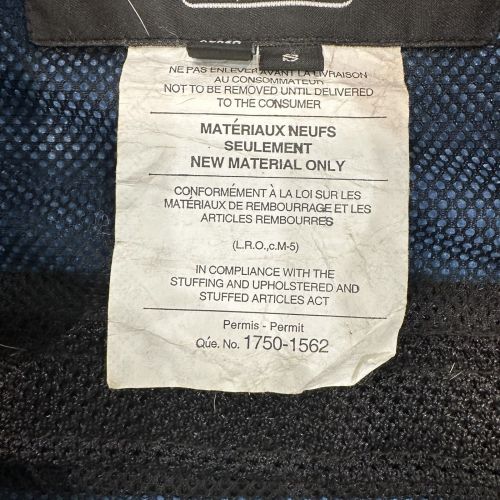 S
NE PAS ENLEVER AVANT LA LIVRAISON
AU CONSOMMATEUR
NOT TO BE REMOVED UNTIL DELIVERED
TO THE CONSUMER
MATÉRIAUX NEUFS
SEULEMENT
NEW MATERIAL ONLY
CONFORMÉMENT À LA LOI SUR LES
MATÉRIAUX DE REMBOURRAGE ET LES
ARTICLES REMBOURRÉS
(L.R.O.,c.M-5)
IN COMPLIANCE WITH THE
STUFFING AND UPHOLSTERED AND
STUFFED ARTICLES ACT
Permis - Permit
Qúe. No. 1750-1562